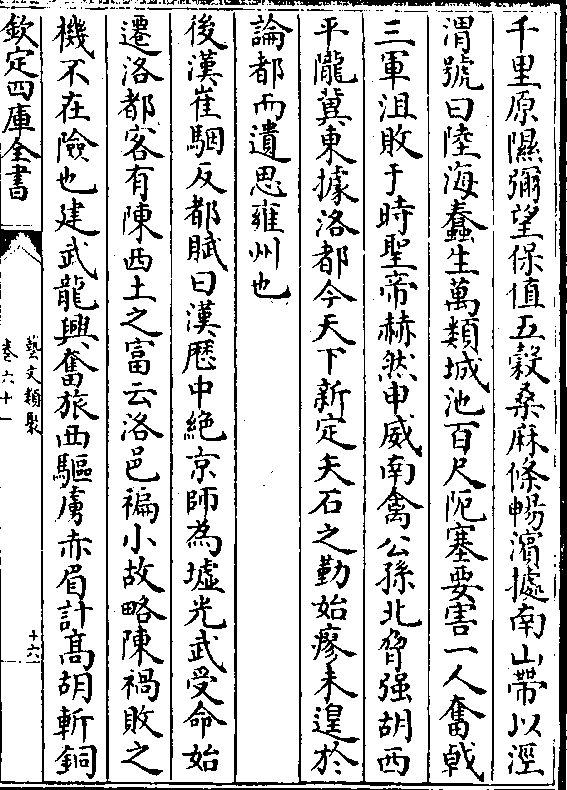 千里原隰彌望保值五穀桑麻條暢濱據南山帶以涇
渭號曰陸海蠢生萬類城池百尺阨塞要害一人奮戟
三軍沮敗于時聖帝赫然申威南禽公孫北脅强胡西
平隴冀東據洛都今天下新定夫石之勤始瘳未遑於
論都而遺思雍州也
後漢崔駰反都賦曰漢厯中絶京師為墟光武受命始
遷洛都客有陳西土之富云洛邑褊小故略陳禍敗之
機不在險也建武龍興奮旅西驅虜赤眉計髙胡斬銅
欽定四庫全書
藝文類聚
卷六十一
十六